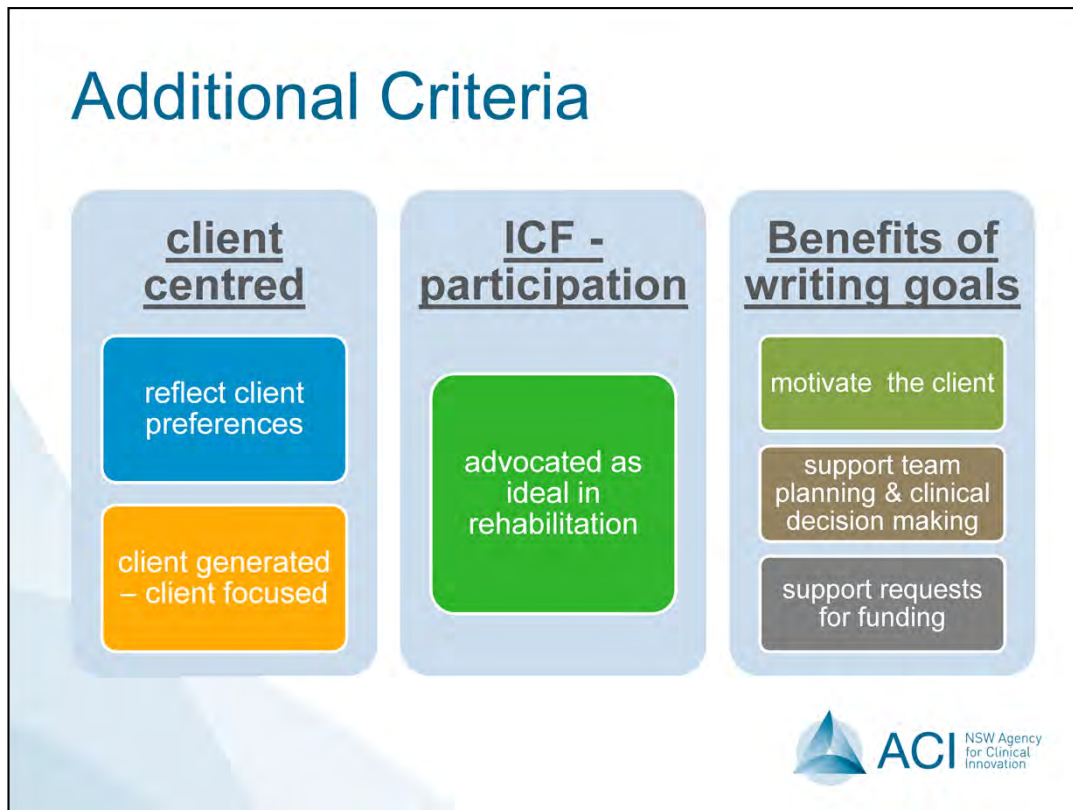 Additional Criteria
client
centred
reflect client
preferences
client generated
– client focused
ICF -
participation
advocated as
ideal in
rehabilitation
Benefits of
writing goals
motivate the client
support team
planning & clinical
decision making
support requests
for funding
ACI
NSW Agency
for Clinical
Innovation